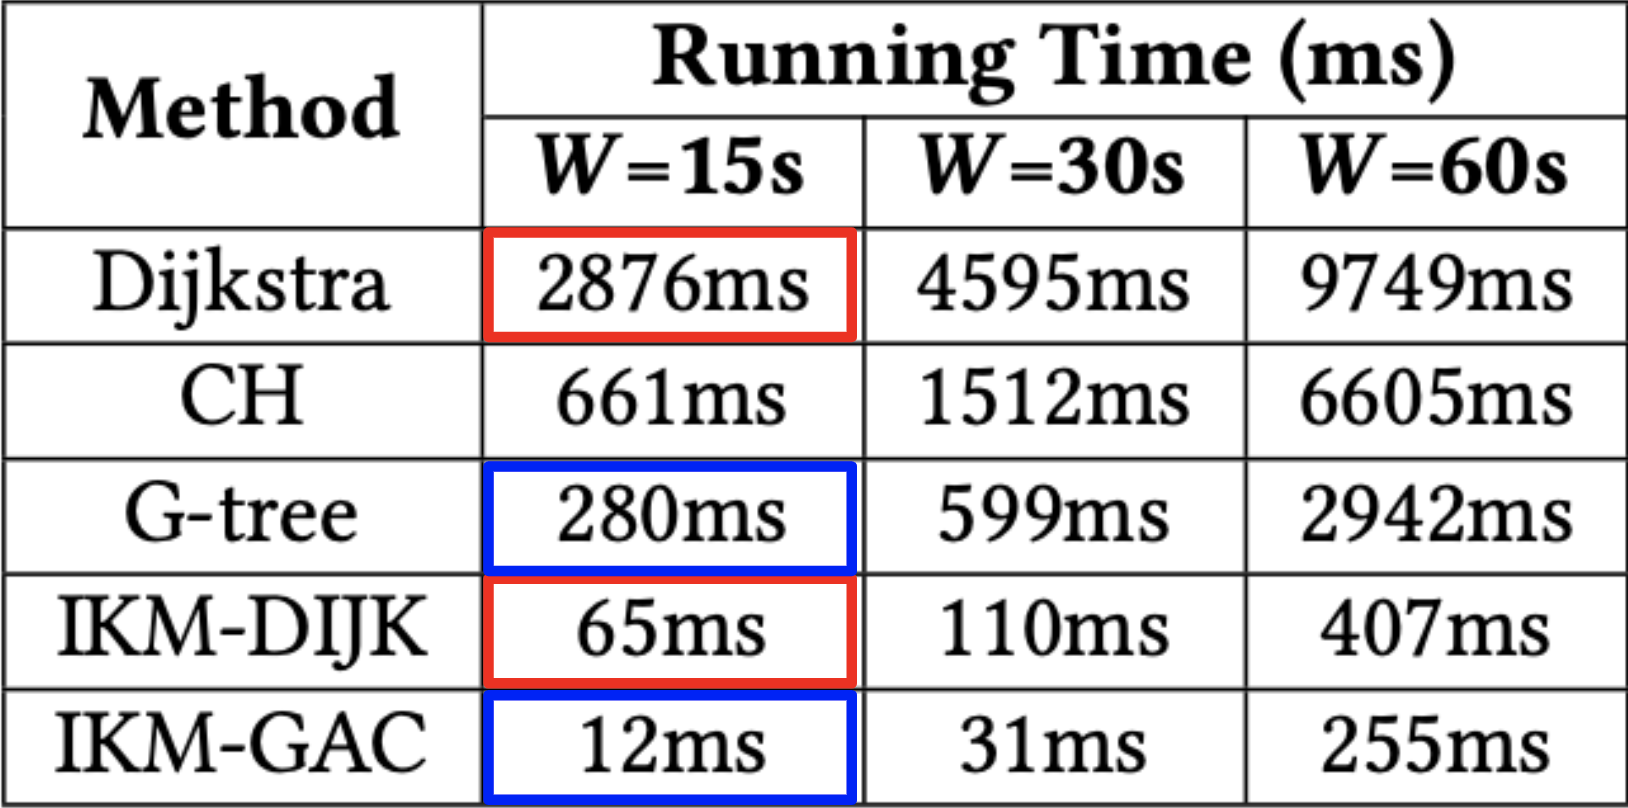 Method Running Time (ms)
W=15s W=30s W=60s
Dijkstra 2876ms 4595ms 9749ms
CH 661ms 1512ms 6605ms
G-tree 280ms 599ms 2942ms
IKM-DIJK 65ms 110ms 407ms
IKM-GAC 12ms 31ms 255ms